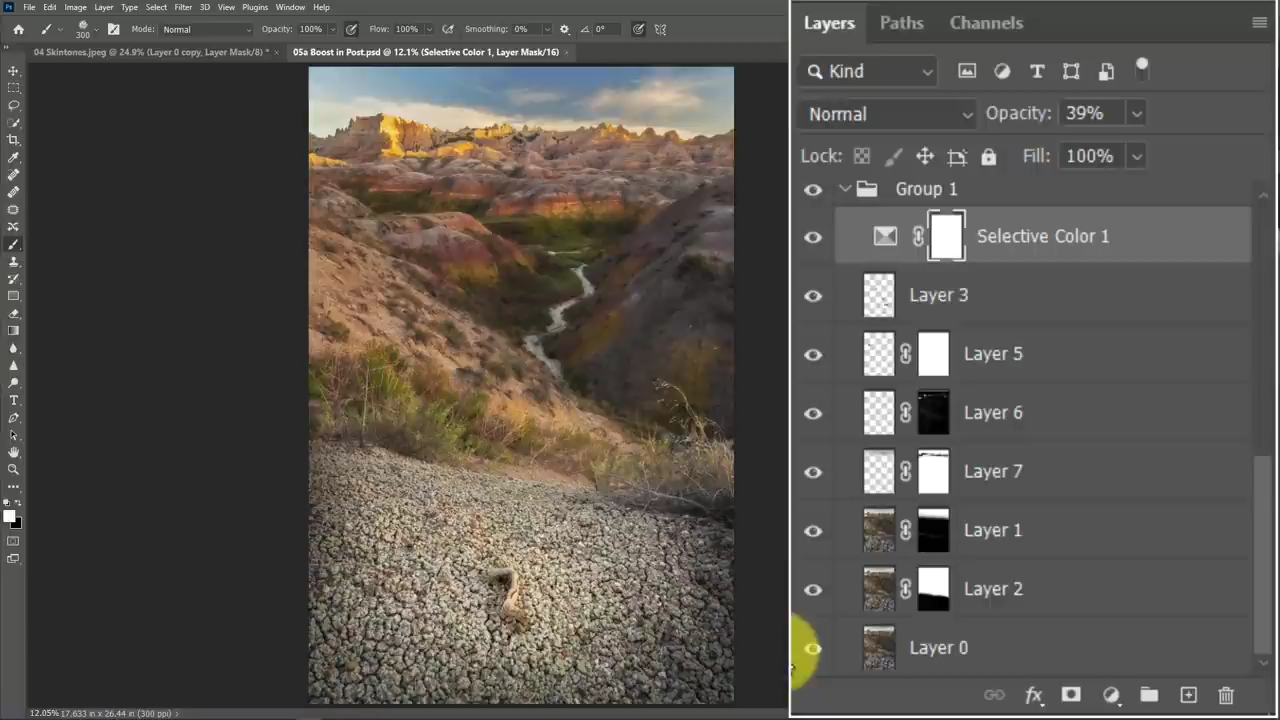 Ps File Edit Image Layer Type Select Filter 3D View Plugins Window Help
300 Mode: Normal Opacity: 100% Flow: 100% Smoothing: 0% 0°
04 Skintones.jpeg @ 24.9% (Layer 0 copy, Layer Mask/8) * × 05a Boost in Post.psd @ 12.1% (Selective Color 1, Layer Mask/16) ×
Layers Paths Channels
Kind
Normal Opacity: 39%
Lock: Fill: 100%
Group 1
Selective Color 1
Layer 3
Layer 5
Layer 6
Layer 7
Layer 1
Layer 2
Layer 0
fx
12.05% 17.633 in x 26.44 in (300 ppi)